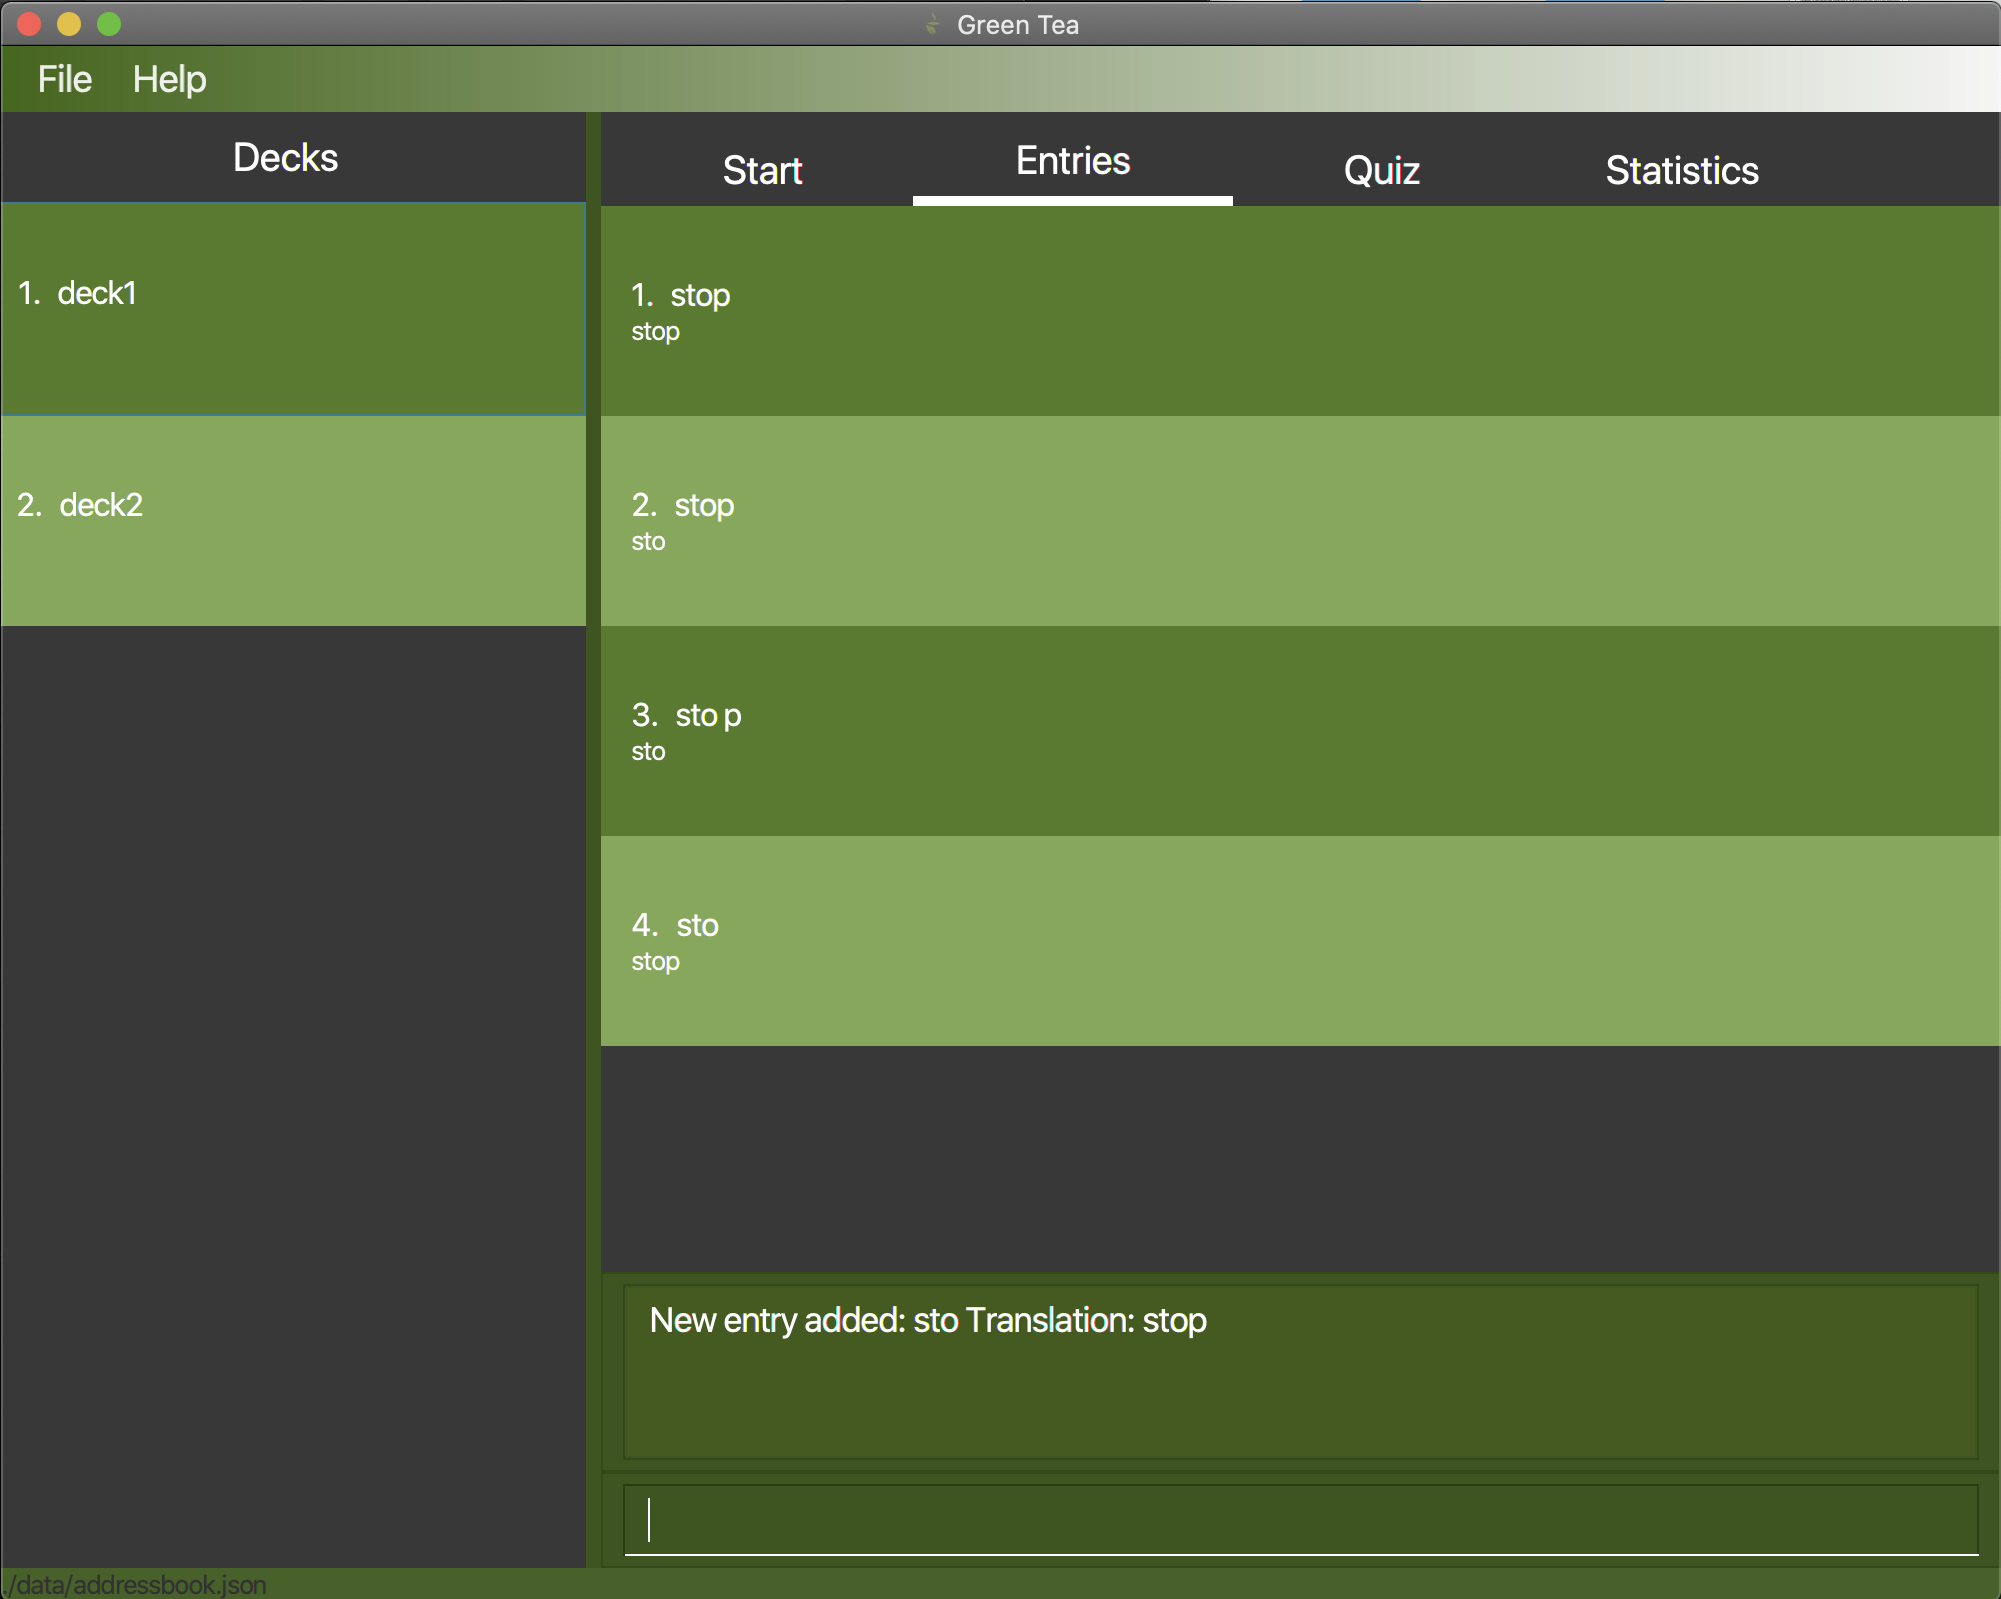 Green Tea
File Help
Decks
Start Entries Quiz Statistics
1. deck1
2. deck2
1. stop
stop
2. stop
sto
3. sto p
sto
4. sto
stop
New entry added: sto Translation: stop
./data/addressbook.json